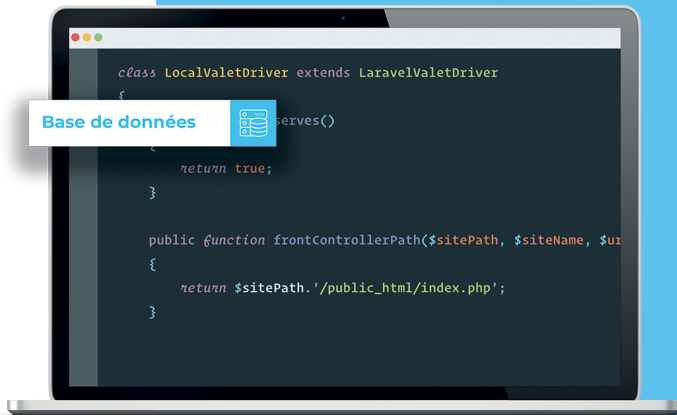 class LocalValetDriver extends LaravelValetDriver
{
Base de données
serves()
{
return true;
}
public function frontControllerPath($sitePath, $siteName, $ur
{
return $sitePath.'/public_html/index.php';
}